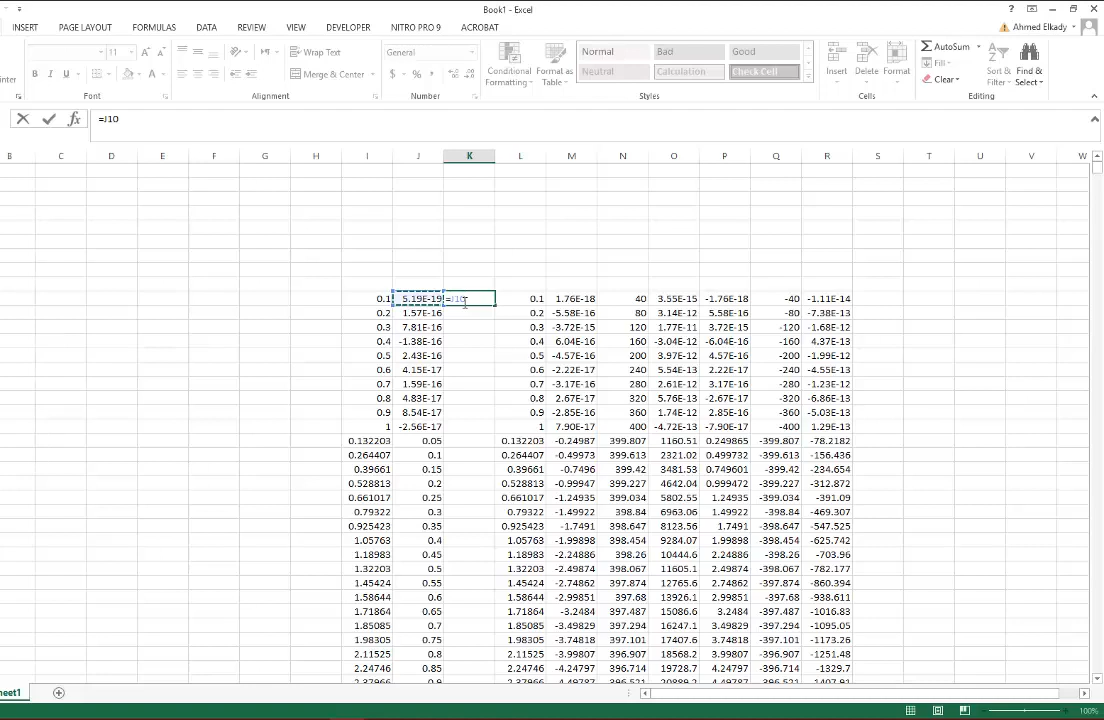 Book1 - Excel
?
INSERT PAGE LAYOUT FORMULAS DATA REVIEW VIEW DEVELOPER NITRO PRO 9 ACROBAT Ahmed Elkady
11 A A Wrap Text General Normal Bad Good AutoSum
Fill
B I U A Merge & Center $ % , Conditional Formatting Format as Table Neutral Calculation Check Cell Insert Delete Format Clear Sort & Filter Find & Select
Font Alignment Number Styles Cells Editing
fx =J10
B C D E F G H I J K L M N O P Q R S T U V W
0.1 5.19E-19 =J10 0.1 1.76E-18 40 3.55E-15 -1.76E-18 -40 -1.11E-14
0.2 1.57E-16 0.2 -5.58E-16 80 3.14E-12 5.58E-16 -80 -7.38E-13
0.3 7.81E-16 0.3 -3.72E-15 120 1.77E-11 3.72E-15 -120 -1.68E-12
0.4 -1.38E-16 0.4 6.04E-16 160 -3.04E-12 -6.04E-16 -160 4.37E-13
0.5 2.43E-16 0.5 -4.57E-16 200 3.97E-12 4.57E-16 -200 -1.99E-12
0.6 4.15E-17 0.6 -2.22E-17 240 5.54E-13 2.22E-17 -240 -4.55E-13
0.7 1.59E-16 0.7 -3.17E-16 280 2.61E-12 3.17E-16 -280 -1.23E-12
0.8 4.83E-17 0.8 2.67E-17 320 5.76E-13 -2.67E-17 -320 -6.86E-13
0.9 8.54E-17 0.9 -2.85E-16 360 1.74E-12 2.85E-16 -360 -5.03E-13
1 -2.56E-17 1 7.90E-17 400 -4.72E-13 -7.90E-17 -400 1.29E-13
0.132203 0.05 0.132203 -0.24987 399.807 1160.51 0.249865 -399.807 -78.2182
0.264407 0.1 0.264407 -0.49973 399.613 2321.02 0.499732 -399.613 -156.436
0.39661 0.15 0.39661 -0.7496 399.42 3481.53 0.749601 -399.42 -234.654
0.528813 0.2 0.528813 -0.99947 399.227 4642.04 0.999472 -399.227 -312.872
0.661017 0.25 0.661017 -1.24935 399.034 5802.55 1.24935 -399.034 -391.09
0.79322 0.3 0.79322 -1.49922 398.84 6963.06 1.49922 -398.84 -469.307
0.925423 0.35 0.925423 -1.7491 398.647 8123.56 1.7491 -398.647 -547.525
1.05763 0.4 1.05763 -1.99898 398.454 9284.07 1.99898 -398.454 -625.742
1.18983 0.45 1.18983 -2.24886 398.26 10444.6 2.24886 -398.26 -703.96
1.32203 0.5 1.32203 -2.49874 398.067 11605.1 2.49874 -398.067 -782.177
1.45424 0.55 1.45424 -2.74862 397.874 12765.6 2.74862 -397.874 -860.394
1.58644 0.6 1.58644 -2.99851 397.68 13926.1 2.99851 -397.68 -938.611
1.71864 0.65 1.71864 -3.2484 397.487 15086.6 3.2484 -397.487 -1016.83
1.85085 0.7 1.85085 -3.49829 397.294 16247.1 3.49829 -397.294 -1095.05
1.98305 0.75 1.98305 -3.74818 397.101 17407.6 3.74818 -397.101 -1173.26
2.11525 0.8 2.11525 -3.99807 396.907 18568.2 3.99807 -396.907 -1251.48
2.24746 0.85 2.24746 -4.24797 396.714 19728.7 4.24797 -396.714 -1329.7
2.37966 0.9 2.37966 -4.49787 396.521 20889.2 4.49787 -396.521 -1407.91
100%